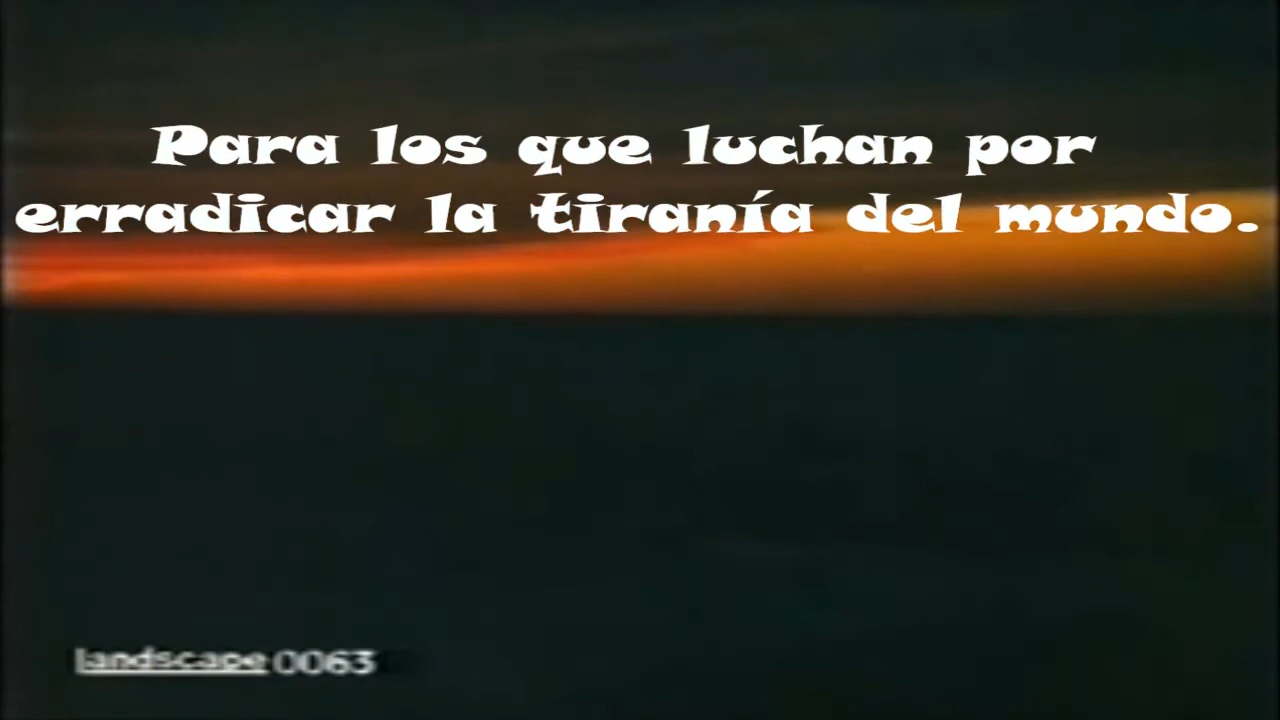 Para los que luchan por
erradicar la tiranía del mundo.
landscape 0063